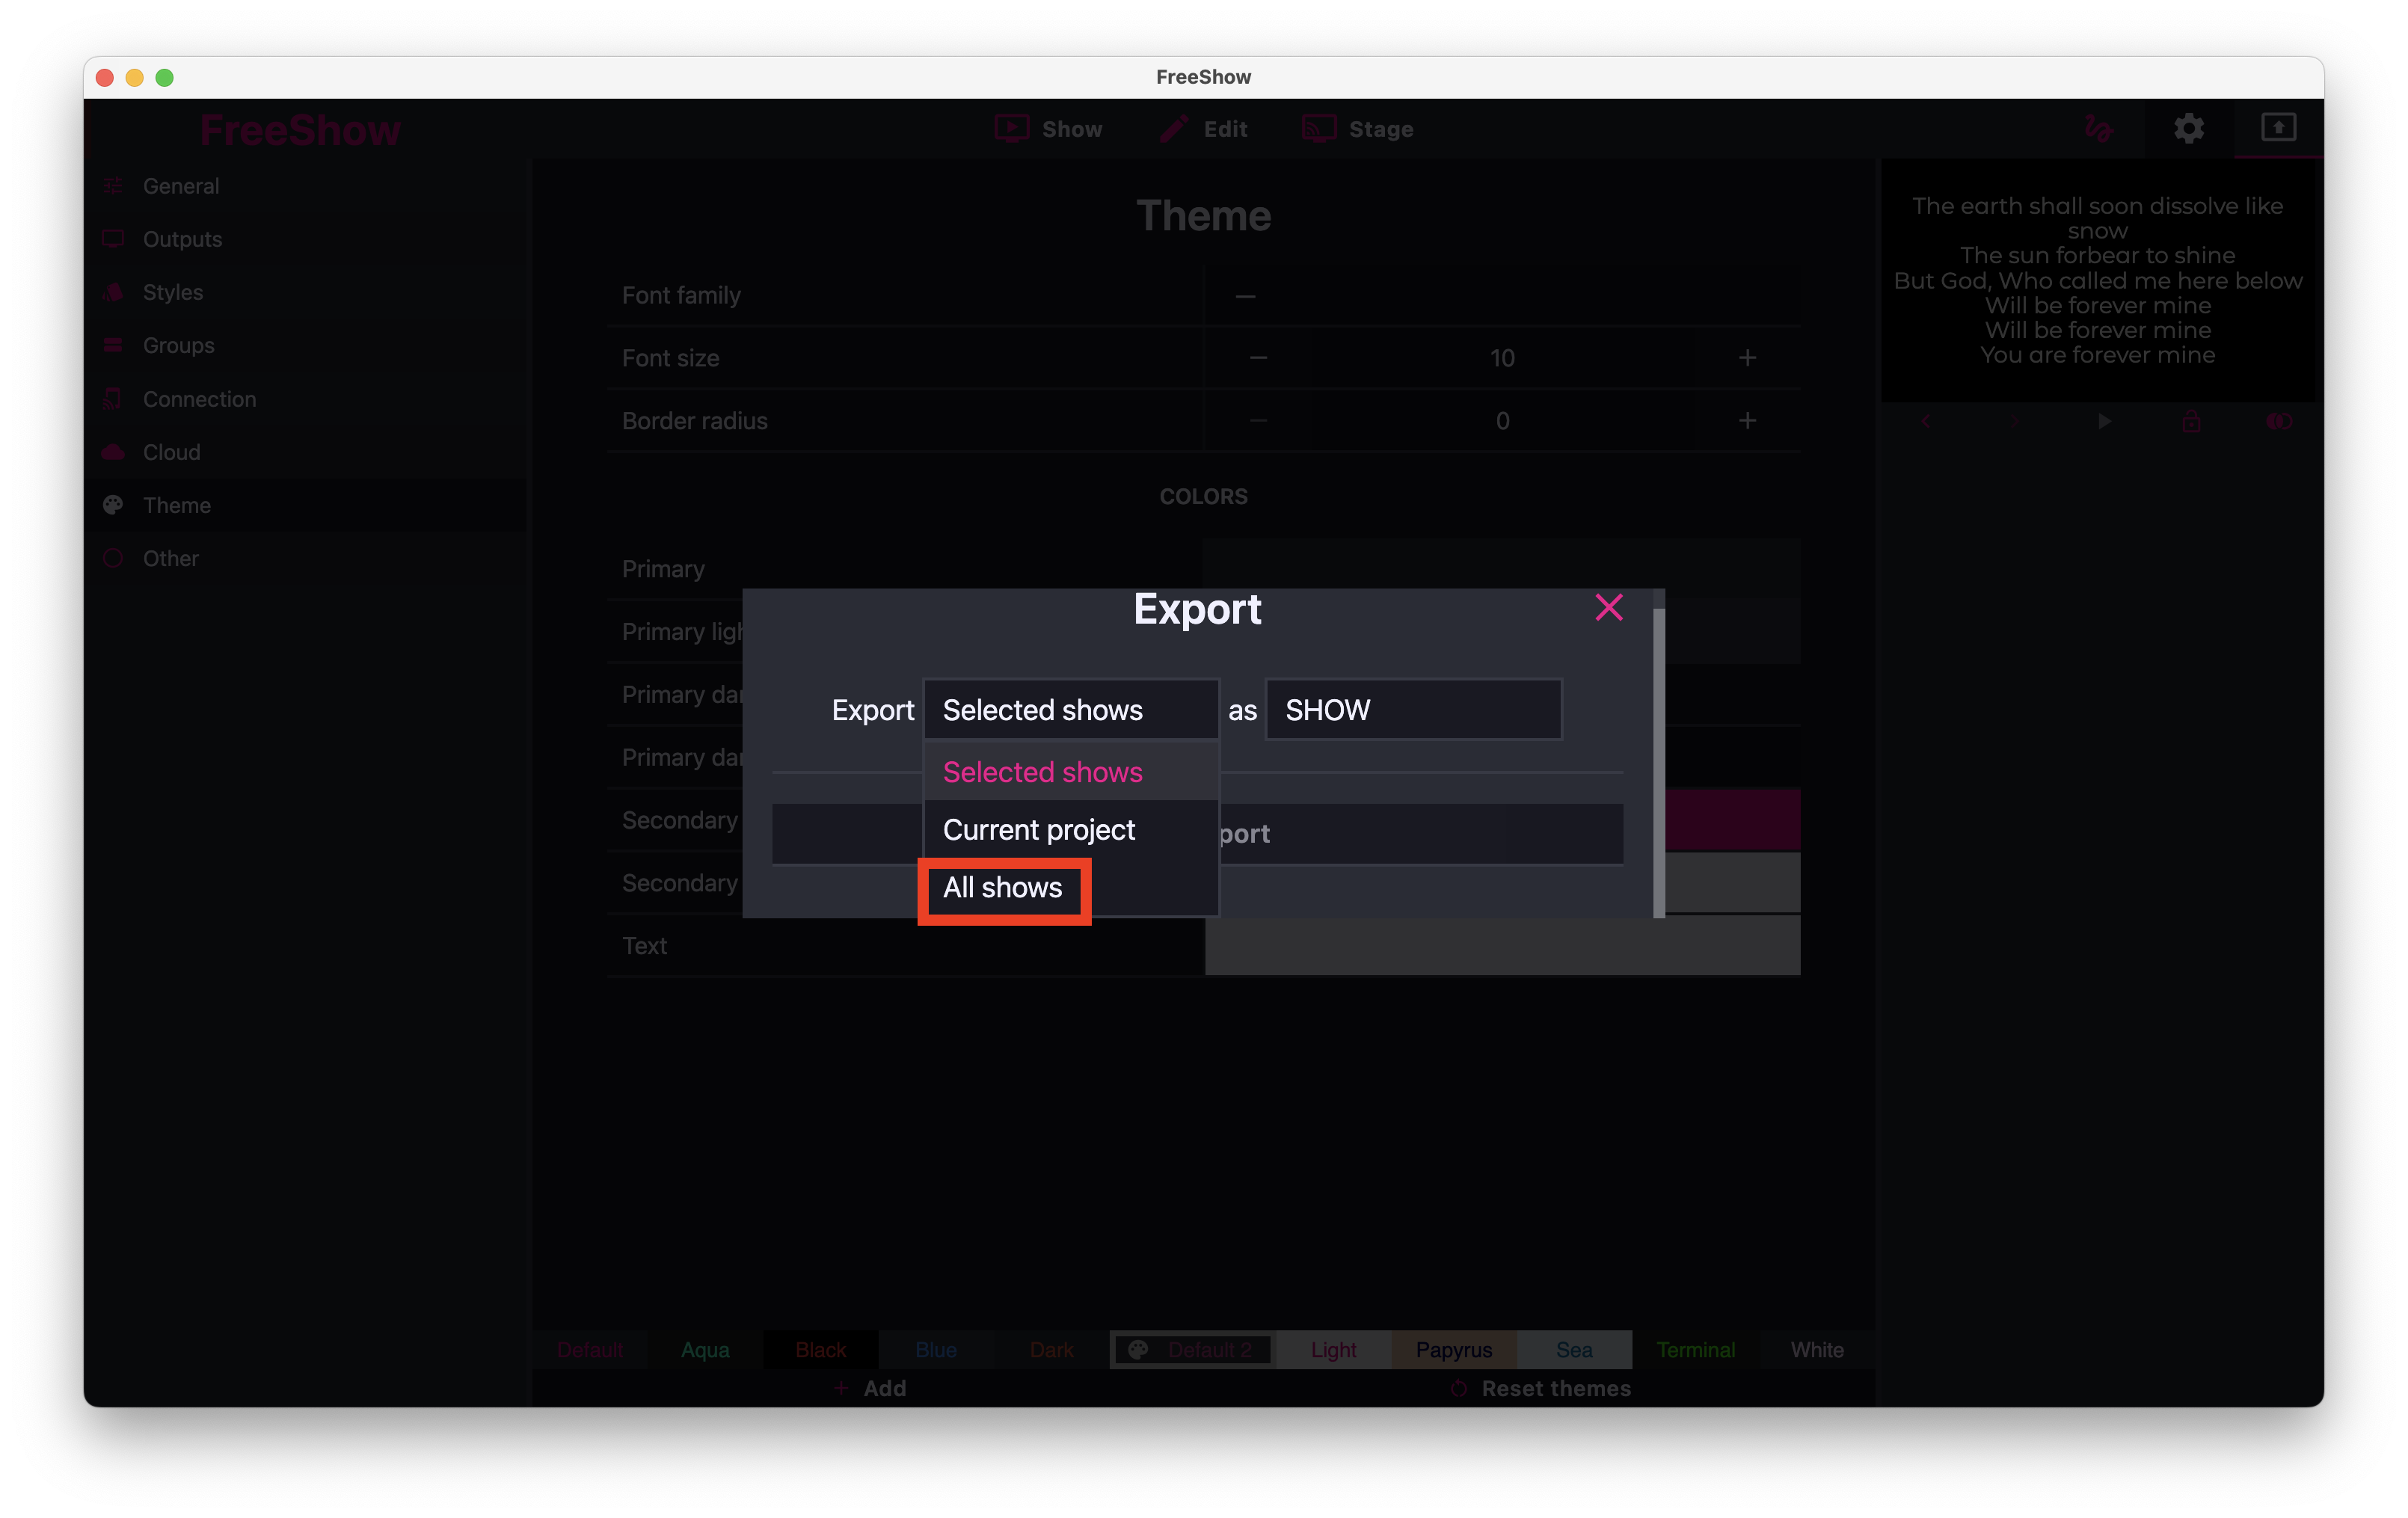 FreeShow
FreeShow
Show
Edit
Stage
General
Outputs
Styles
Groups
Connection
Cloud
Theme
Other
Theme
Font family
—
Font size
10
Border radius
0
COLORS
Primary
Primary
Primary
Primary
Secondary
Secondary
Text
Export
Export Selected shows as SHOW
Selected shows
Current project
All shows
The earth shall soon dissolve like
snow
The sun forbear to shine
But God, Who called me here below
Will be forever mine
Will be forever mine
You are forever mine
Default
Aqua
Black
Blue
Dark
Default 2
Light
Papyrus
Sea
Terminal
White
Add
Reset themes